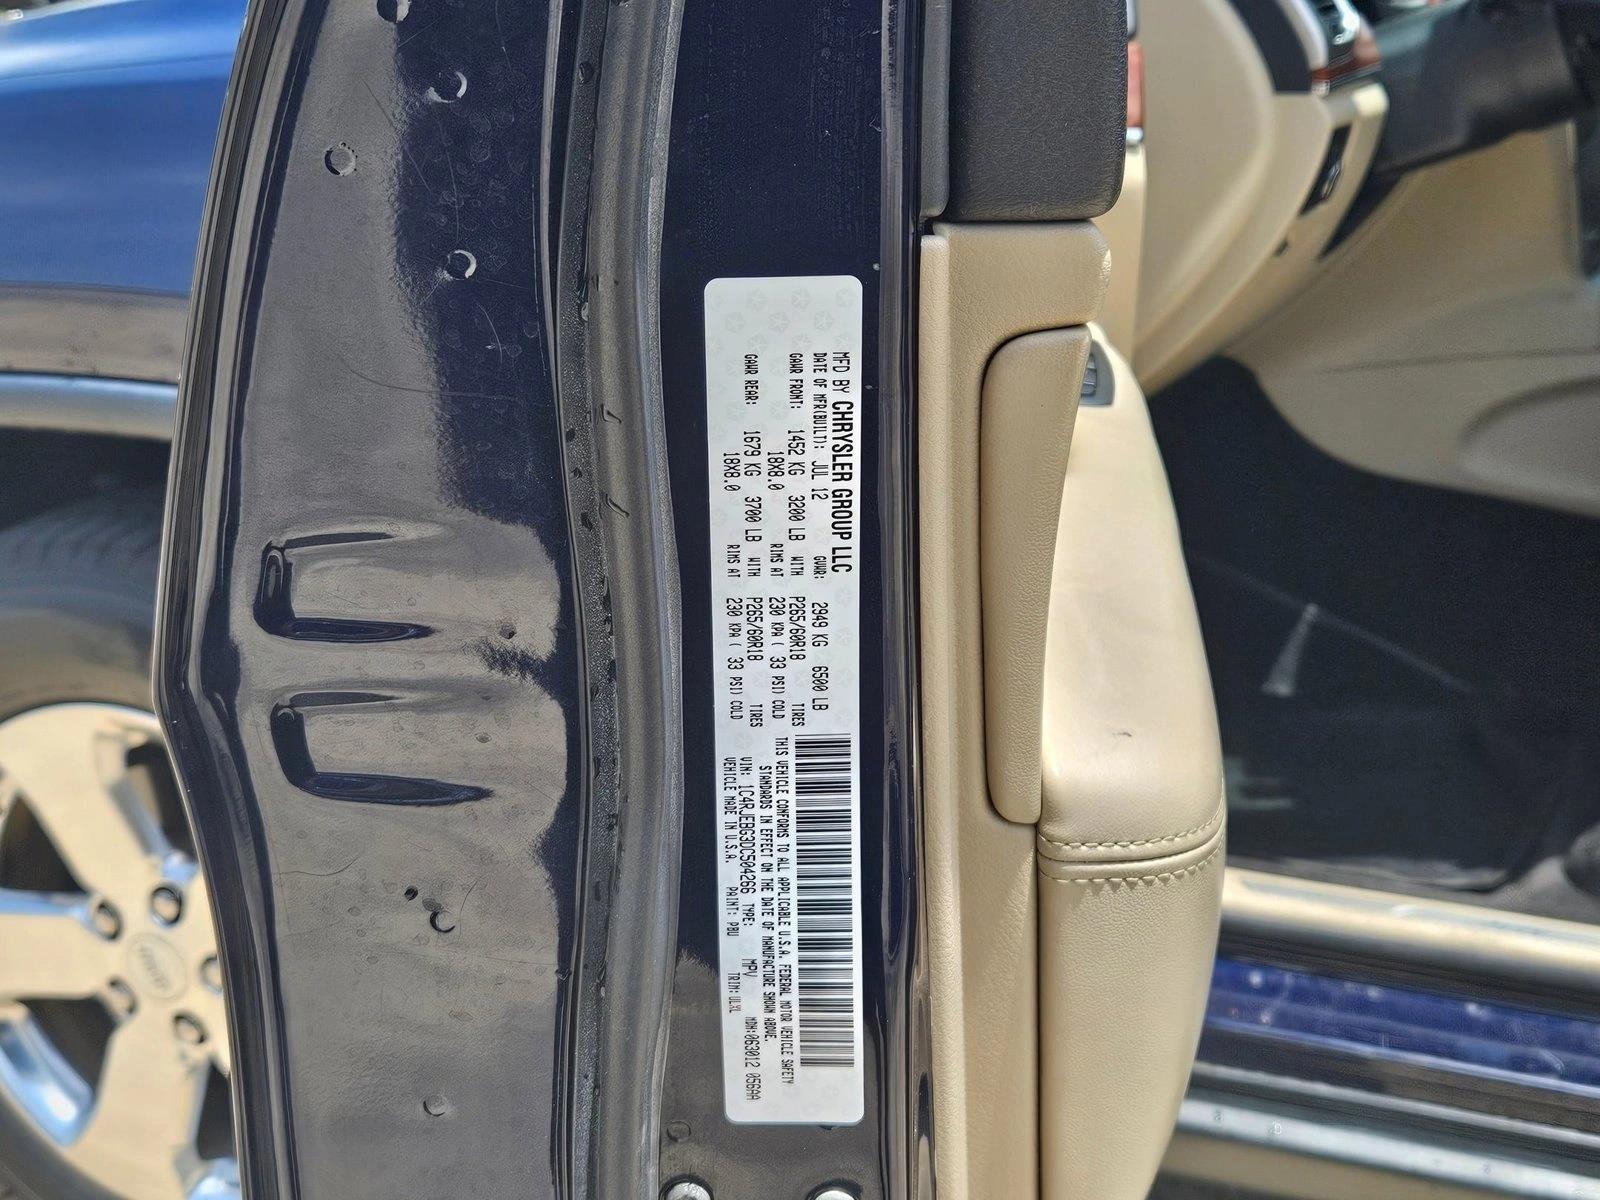 MFD BY CHRYSLER GROUP LLC
DATE OF MFR(BUILT): JUL 12 GVWR: 2949 KG 6500 LB
GAWR FRONT: 1452 KG 3200 LB WITH P265/60R18 TIRES
18X8.0 RIMS AT 230 KPA ( 33 PSI) COLD
GAWR REAR: 1679 KG 3700 LB WITH P265/60R18 TIRES
18X8.0 RIMS AT 230 KPA ( 33 PSI) COLD
THIS VEHICLE CONFORMS TO ALL APPLICABLE U.S.A. FEDERAL MOTOR VEHICLE SAFETY
STANDARDS IN EFFECT ON THE DATE OF MANUFACTURE SHOWN ABOVE.
VIN: 1C4RJEBG3DC504266 TYPE: MPV MDH:063012 056AA
VEHICLE MADE IN U.S.A. PAINT: PBU TRIM: